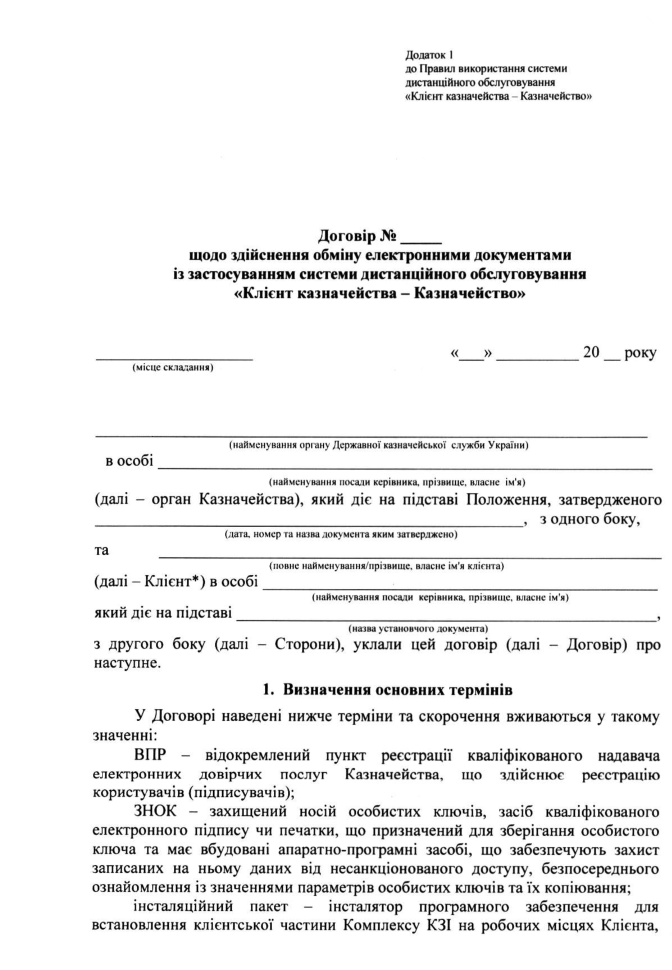 Додаток 1
до Правил використання системи
дистанційного обслуговування
«Клієнт казначейства – Казначейство»
Договір № _____
щодо здійснення обміну електронними документами
із застосуванням системи дистанційного обслуговування
«Клієнт казначейства – Казначейство»
____________________ «___» __________ 20 __ року
(місце складання)
______________________________________________________________________
(найменування органу Державної казначейської служби України)
в особі ______________________________________________________________
(найменування посади керівника, прізвище, власне ім'я)
(далі – орган Казначейства), який діє на підставі Положення, затвердженого
______________________________________________________, з одного боку,
(дата, номер та назва документа яким затверджено)
та ______________________________________________________________
(повне найменування/прізвище, власне ім'я клієнта)
(далі – Клієнт*) в особі __________________________________________________
(найменування посади керівника, прізвище, власне ім'я)
який діє на підставі ______________________________________________________,
(назва установчого документа)
з другого боку (далі – Сторони), уклали цей договір (далі – Договір) про
наступне.
1. Визначення основних термінів
У Договорі наведені нижче терміни та скорочення вживаються у такому
значенні:
ВПР – відокремлений пункт реєстрації кваліфікованого надавача
електронних довірчих послуг Казначейства, що здійснює реєстрацію
користувачів (підписувачів);
ЗНОК – захищений носій особистих ключів, засіб кваліфікованого
електронного підпису чи печатки, що призначений для зберігання особистого
ключа та має вбудовані апаратно-програмні засобі, що забезпечують захист
записаних на ньому даних від несанкціонованого доступу, безпосереднього
ознайомлення із значеннями параметрів особистих ключів та їх копіювання;
інсталяційний пакет – інсталятор програмного забезпечення для
встановлення клієнтської частини Комплексу КЗІ на робочих місцях Клієнта,